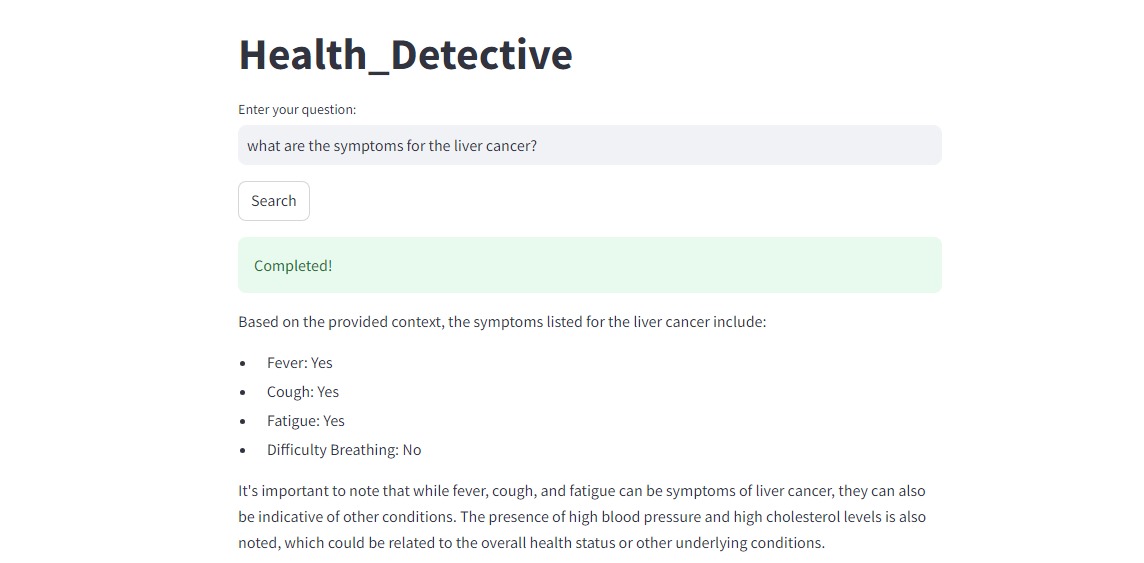 Health_Detective
Enter your question:
what are the symptoms for the liver cancer?
Search
Completed!
Based on the provided context, the symptoms listed for the liver cancer include:
• Fever: Yes
• Cough: Yes
• Fatigue: Yes
• Difficulty Breathing: No
It's important to note that while fever, cough, and fatigue can be symptoms of liver cancer, they can also
be indicative of other conditions. The presence of high blood pressure and high cholesterol levels is also
noted, which could be related to the overall health status or other underlying conditions.